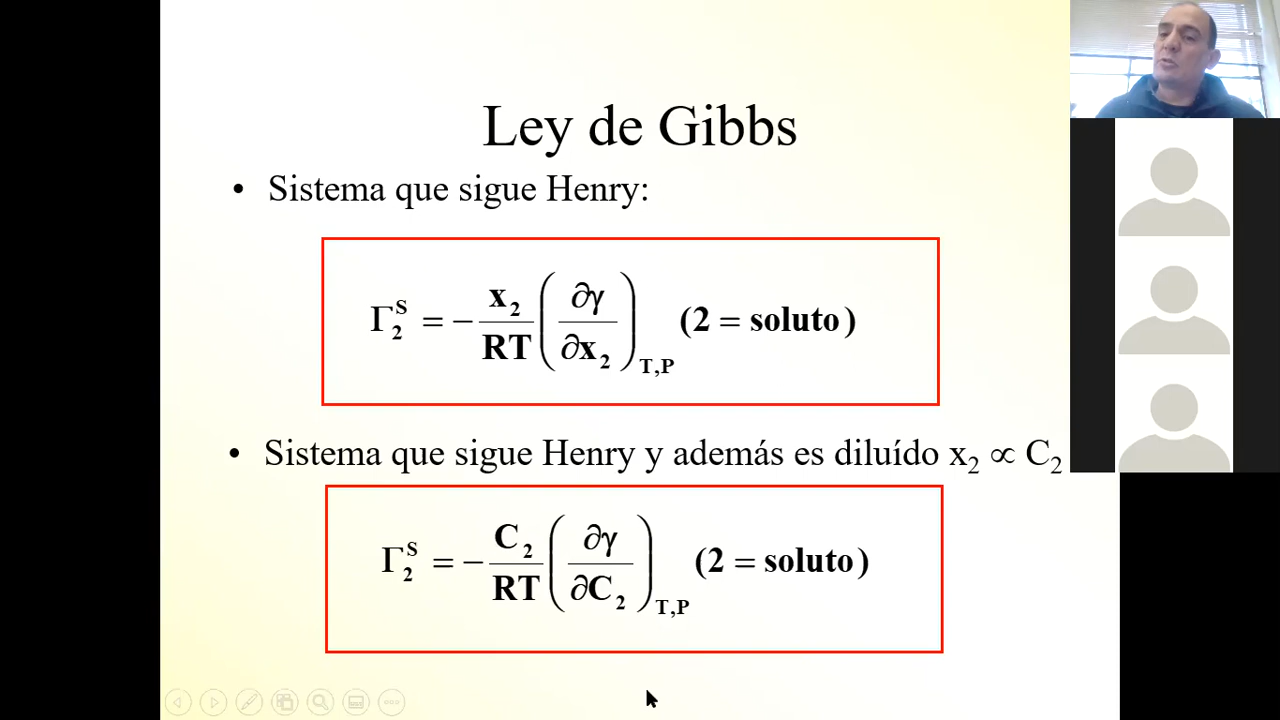 Ley de Gibbs
• Sistema que sigue Henry:
Γ₂ˢ = − x₂/RT (∂γ/∂x₂)T,P (2 = soluto)
• Sistema que sigue Henry y además es diluído x₂ ∝ C₂
Γ₂ˢ = − C₂/RT (∂γ/∂C₂)T,P (2 = soluto)